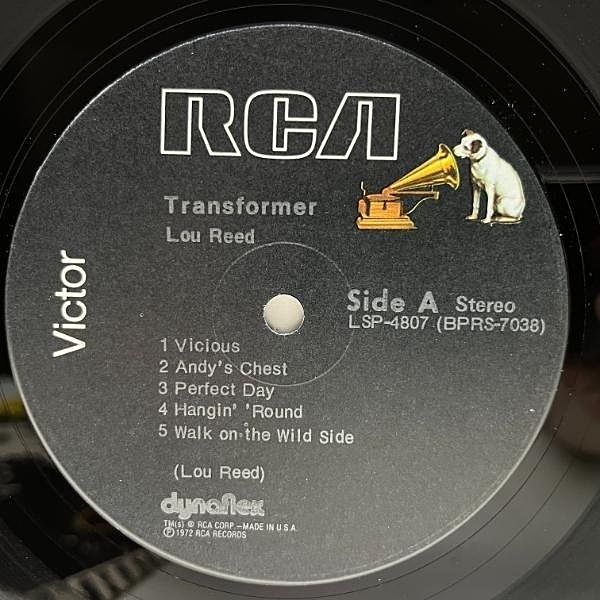 RCA
Transformer
Lou Reed
Victor
Side A Stereo
LSP-4807 (BPRS-7038)
1 Vicious
2 Andy's Chest
3 Perfect Day
4 Hangin' 'Round
5 Walk on the Wild Side
(Lou Reed)
dynaflex
TM(s) ® RCA CORP.—MADE IN U.S.A.
Ⓟ 1972 RCA RECORDS